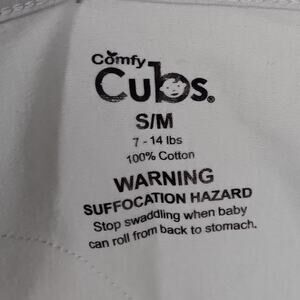 Comfy
Cubs®
S/M
7 - 14 lbs
100% Cotton
WARNING
SUFFOCATION HAZARD
Stop swaddling when baby
can roll from back to stomach.